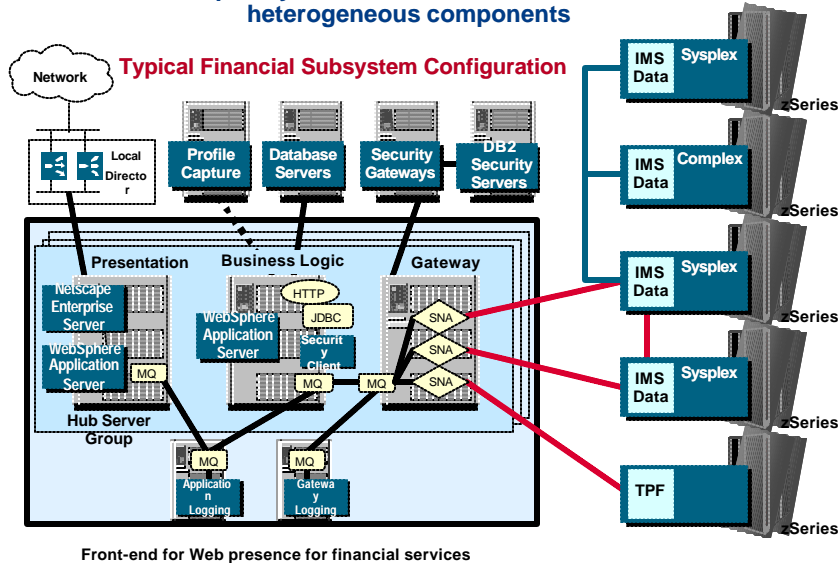 heterogeneous components
Typical Financial Subsystem Configuration
Network
Local
Directo
r
Profile
Capture
Database
Servers
Security
Gateways
DB2
Security
Servers
IMS
Data
Sysplex
zSeries
IMS
Data
Complex
zSeries
IMS
Data
Sysplex
zSeries
IMS
Data
Sysplex
zSeries
TPF
zSeries
Presentation
Business Logic
Gateway
Netscape
Enterprise
Server
WebSphere
Application
Server
MQ
HTTP
JDBC
WebSphere
Application
Server
Securit
y
Client
MQ
MQ
SNA
SNA
SNA
Hub Server
Group
MQ
Applicatio
n
Logging
MQ
Gatewa
y
Logging
Front-end for Web presence for financial services